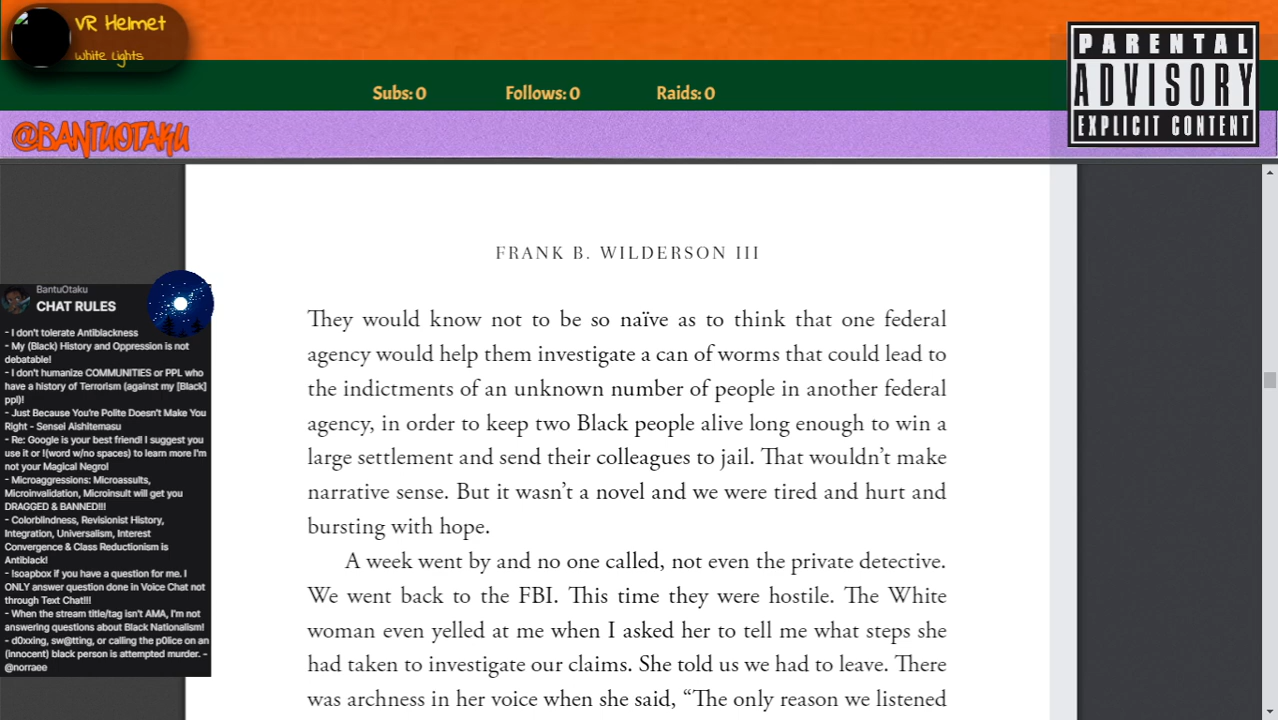 VR Helmet
White Lights
PARENTAL
ADVISORY
EXPLICIT CONTENT
Subs: 0
Follows: 0
Raids: 0
@BANTUOTAKU
FRANK B. WILDERSON III
They would know not to be so naïve as to think that one federal
agency would help them investigate a can of worms that could lead to
the indictments of an unknown number of people in another federal
agency, in order to keep two Black people alive long enough to win a
large settlement and send their colleagues to jail. That wouldn't make
narrative sense. But it wasn't a novel and we were tired and hurt and
bursting with hope.
A week went by and no one called, not even the private detective.
We went back to the FBI. This time they were hostile. The White
woman even yelled at me when I asked her to tell me what steps she
had taken to investigate our claims. She told us we had to leave. There
was archness in her voice when she said, “The only reason we listened
BantuOtaku
CHAT RULES
- I don't tolerate Antiblackness
- My (Black) History and Oppression is not
debatable!
- I don't humanize COMMUNITIES or PPL who
have a history of Terrorism (against my [Black]
ppl)!
- Just Because You're Polite Doesn't Make You
Right - Sensei Aishitemasu
- Re: Google is your best friend! I suggest you
use it or !(word w/no spaces) to learn more I'm
not your Magical Negro!
- Microaggressions: Microassults,
Microinvalidation, Microinsult will get you
DRAGGED & BANNED!!!
- Colorblindness, Revisionist History,
Integration, Universalism, Interest
Convergence & Class Reductionism is
Antiblack!
- !soapbox if you have a question for me. I
ONLY answer question done in Voice Chat not
through Text Chat!!!
- When the stream title/tag isn't AMA, I'm not
answering questions about Black Nationalism!
- d0xxing, sw@tting, or calling the p0lice on an
(innocent) black person is attempted murder. -
@norraee